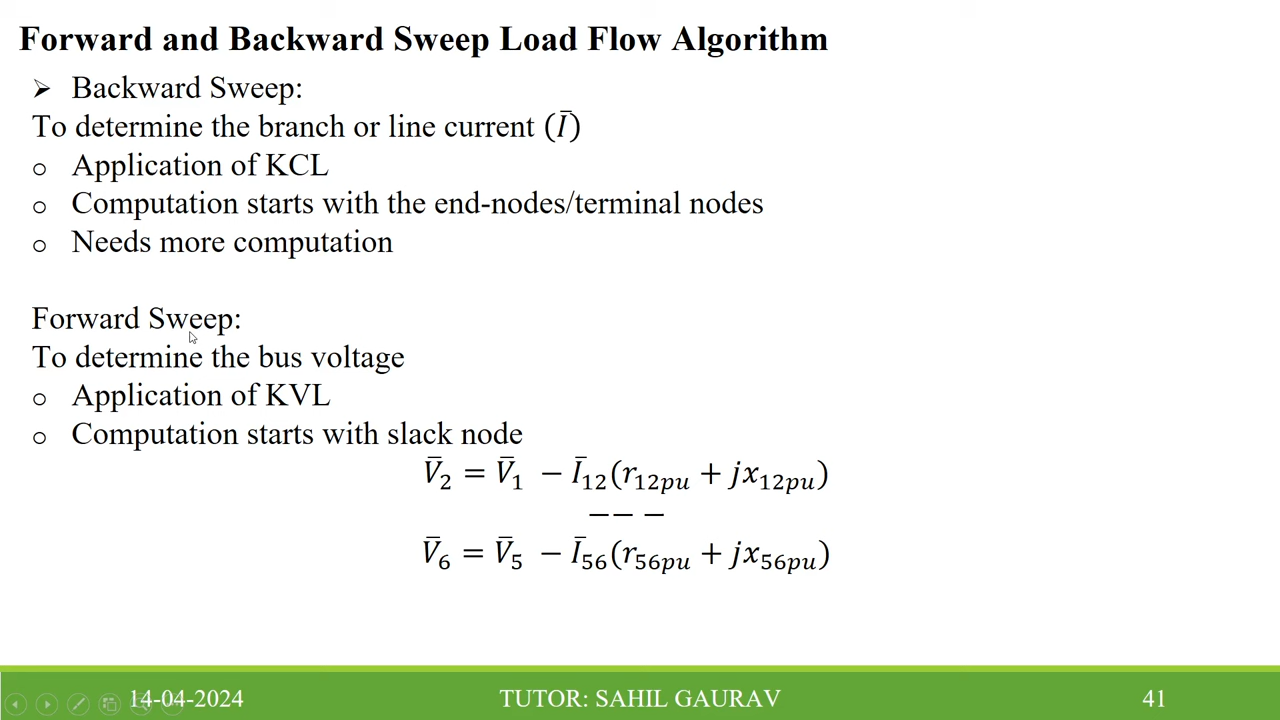 Forward and Backward Sweep Load Flow Algorithm
➢ Backward Sweep:
To determine the branch or line current (I̅)
o Application of KCL
o Computation starts with the end-nodes/terminal nodes
o Needs more computation
Forward Sweep:
To determine the bus voltage
o Application of KVL
o Computation starts with slack node
V̅₂ = V̅₁ − I̅₁₂(r₁₂pu + jx₁₂pu)
−− −
V̅₆ = V̅₅ − I̅₅₆(r₅₆pu + jx₅₆pu)
14-04-2024 TUTOR: SAHIL GAURAV 41